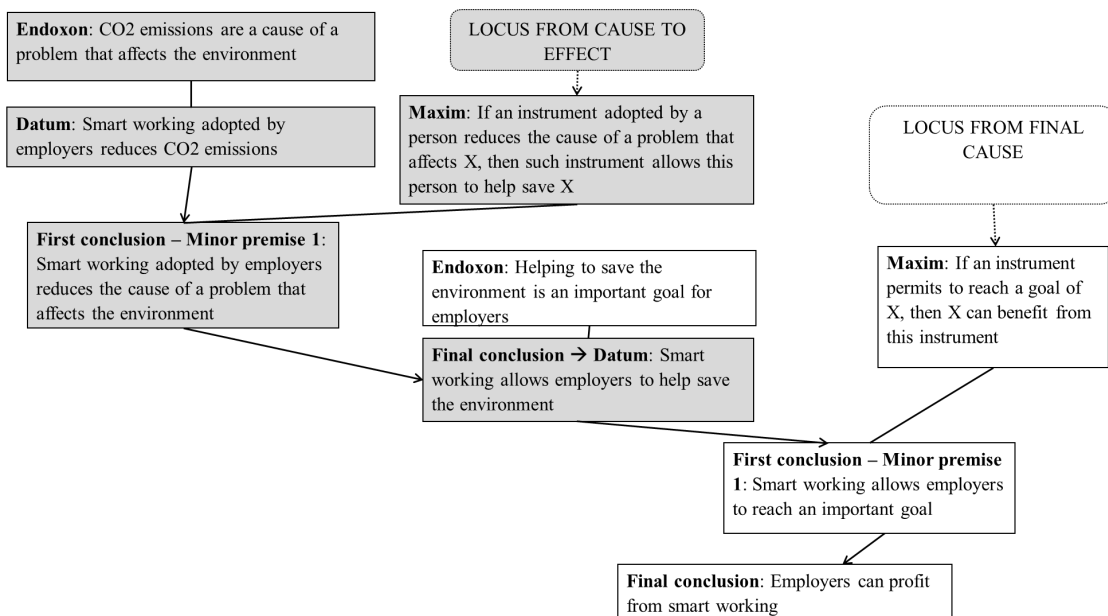 Endoxon: CO2 emissions are a cause of a
problem that affects the environment
LOCUS FROM CAUSE TO
EFFECT
Datum: Smart working adopted by
employers reduces CO2 emissions
Maxim: If an instrument adopted by a
person reduces the cause of a problem that
affects X, then such instrument allows this
person to help save X
LOCUS FROM FINAL
CAUSE
First conclusion – Minor premise 1:
Smart working adopted by employers
reduces the cause of a problem that
affects the environment
Endoxon: Helping to save the
environment is an important goal for
employers
Maxim: If an instrument
permits to reach a goal of
X, then X can benefit from
this instrument
Final conclusion → Datum: Smart
working allows employers to help save
the environment
First conclusion – Minor premise
1: Smart working allows employers
to reach an important goal
Final conclusion: Employers can profit
from smart working